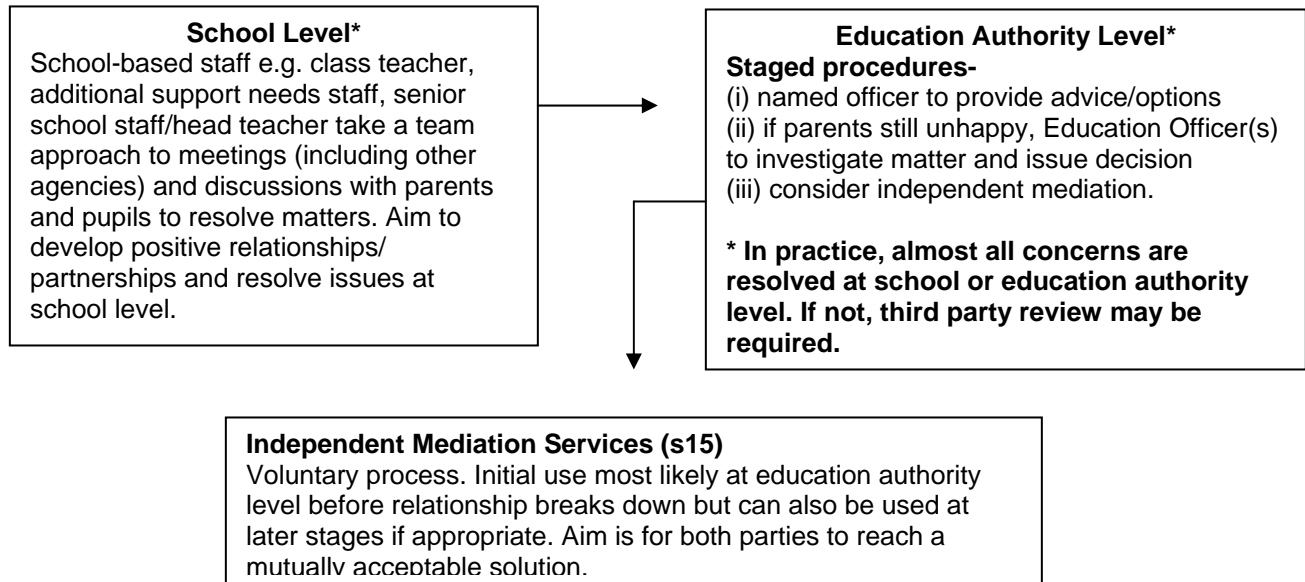 School Level*
School-based staff e.g. class teacher,
additional support needs staff, senior
school staff/head teacher take a team
approach to meetings (including other
agencies) and discussions with parents
and pupils to resolve matters. Aim to
develop positive relationships/
partnerships and resolve issues at
school level.
Education Authority Level*
Staged procedures-
(i) named officer to provide advice/options
(ii) if parents still unhappy, Education Officer(s)
to investigate matter and issue decision
(iii) consider independent mediation.
* In practice, almost all concerns are
resolved at school or education authority
level. If not, third party review may be
required.
Independent Mediation Services (s15)
Voluntary process. Initial use most likely at education authority
level before relationship breaks down but can also be used at
later stages if appropriate. Aim is for both parties to reach a
mutually acceptable solution.